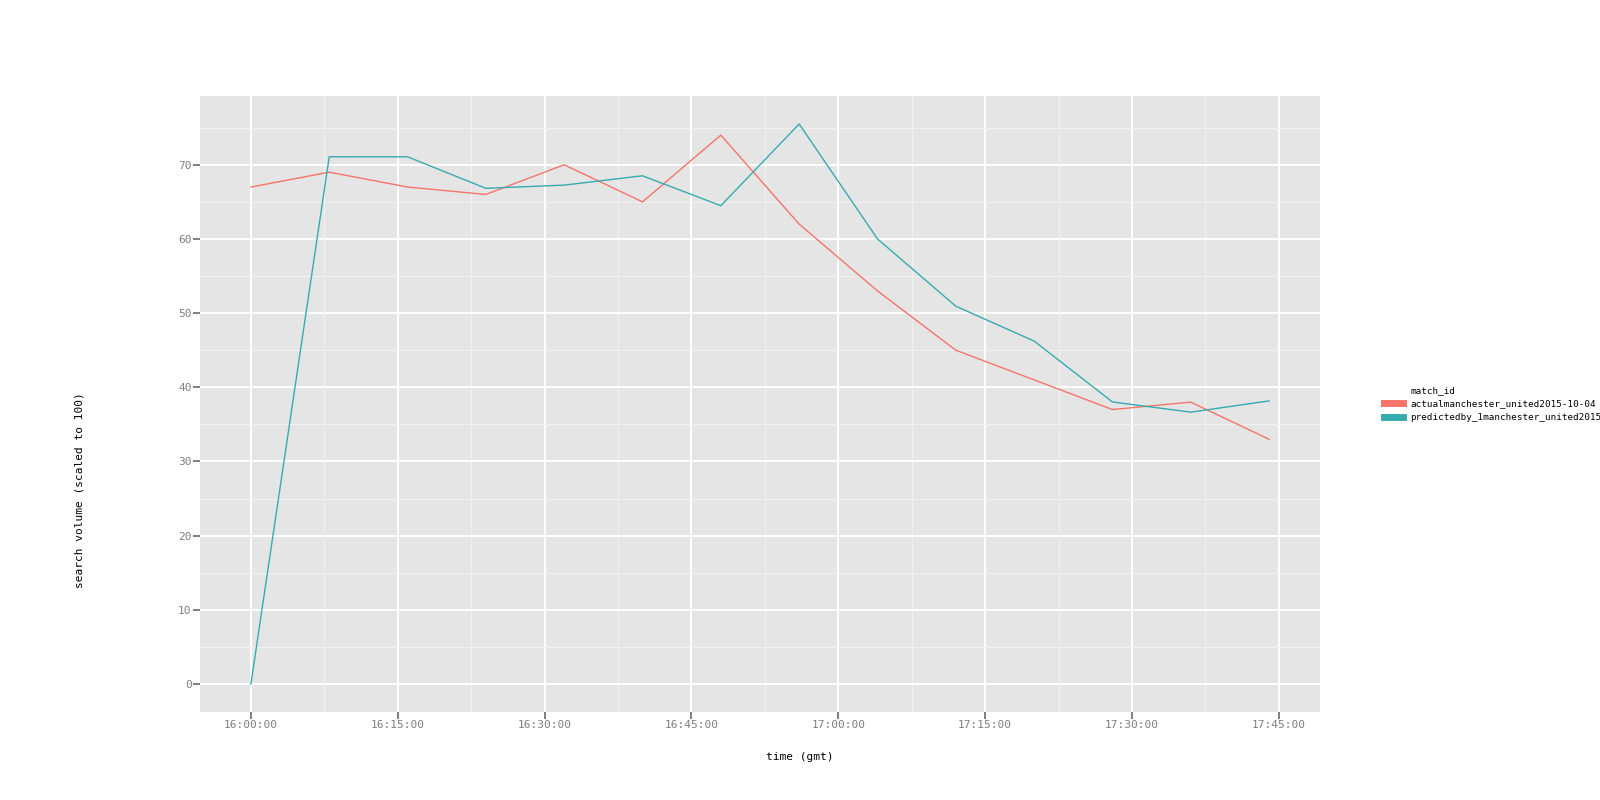 search volume (scaled to 100)
70
60
50
40
30
20
10
0
16:00:00 16:15:00 16:30:00 16:45:00 17:00:00 17:15:00 17:30:00 17:45:00
time (gmt)
match_id
actualmanchester_united2015-10-04
predictedby_1manchester_united2015